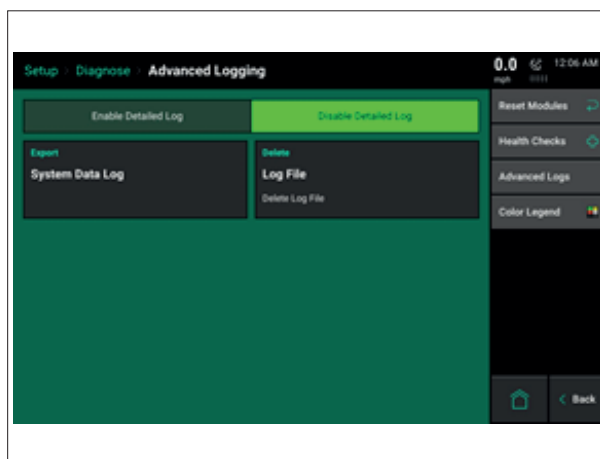 Setup > Diagnose > Advanced Logging
0.0
mph
12:06 AM
Enable Detailed Log
Disable Detailed Log
Export
System Data Log
Delete
Log File
Delete Log File
Reset Modules
Health Checks
Advanced Logs
Color Legend
< Back